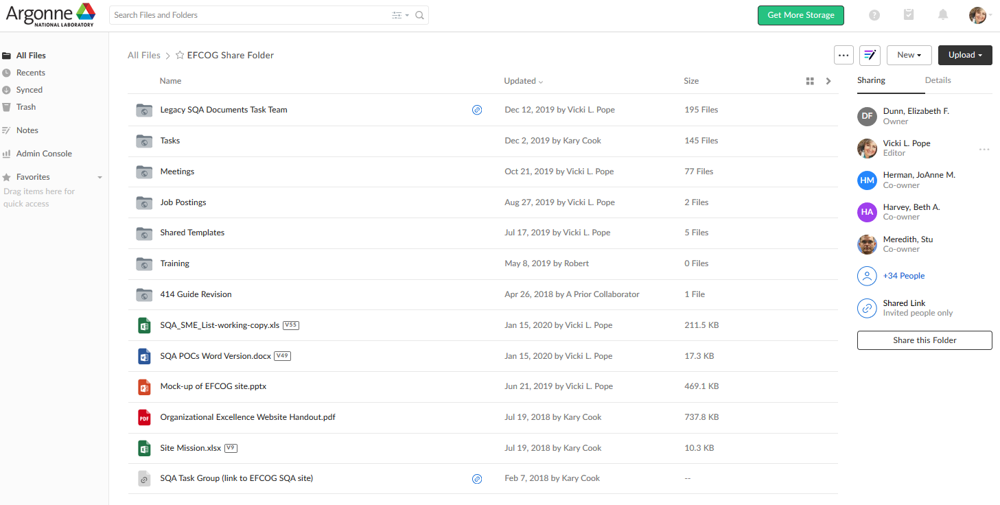 Argonne
NATIONAL LABORATORY
Search Files and Folders
Get More Storage
All Files
Recents
Synced
Trash
Notes
Admin Console
Favorites
Drag items here for
quick access
All Files > EFCOG Share Folder
New
Upload
Name Updated Size
Legacy SQA Documents Task Team Dec 12, 2019 by Vicki L. Pope 195 Files
Tasks Dec 2, 2019 by Kary Cook 145 Files
Meetings Oct 21, 2019 by Vicki L. Pope 77 Files
Job Postings Aug 27, 2019 by Vicki L. Pope 2 Files
Shared Templates Jul 17, 2019 by Vicki L. Pope 5 Files
Training May 8, 2019 by Robert 0 Files
414 Guide Revision Apr 26, 2018 by A Prior Collaborator 1 File
SQA_SME_List-working-copy.xls V55 Jan 15, 2020 by Vicki L. Pope 211.5 KB
SQA POCs Word Version.docx V49 Jan 15, 2020 by Vicki L. Pope 17.3 KB
Mock-up of EFCOG site.pptx Jun 21, 2019 by Vicki L. Pope 469.1 KB
PDF Organizational Excellence Website Handout.pdf Jul 19, 2018 by Kary Cook 737.8 KB
Site Mission.xlsx V9 Jul 19, 2018 by Kary Cook 10.3 KB
SQA Task Group (link to EFCOG SQA site) Feb 7, 2018 by Kary Cook --
Sharing Details
DF Dunn, Elizabeth F.
Owner
Vicki L. Pope
Editor
HM Herman, JoAnne M.
Co-owner
HA Harvey, Beth A.
Co-owner
Meredith, Stu
Co-owner
+34 People
Shared Link
Invited people only
Share this Folder